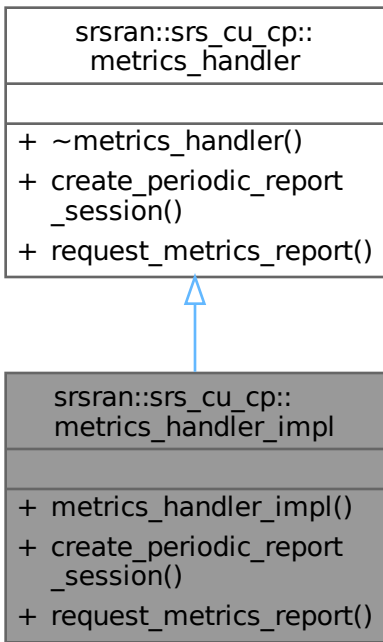 srsran::srs_cu_cp::
metrics_handler
+ ~metrics_handler()
+ create_periodic_report
_session()
+ request_metrics_report()
srsran::srs_cu_cp::
metrics_handler_impl
+ metrics_handler_impl()
+ create_periodic_report
_session()
+ request_metrics_report()